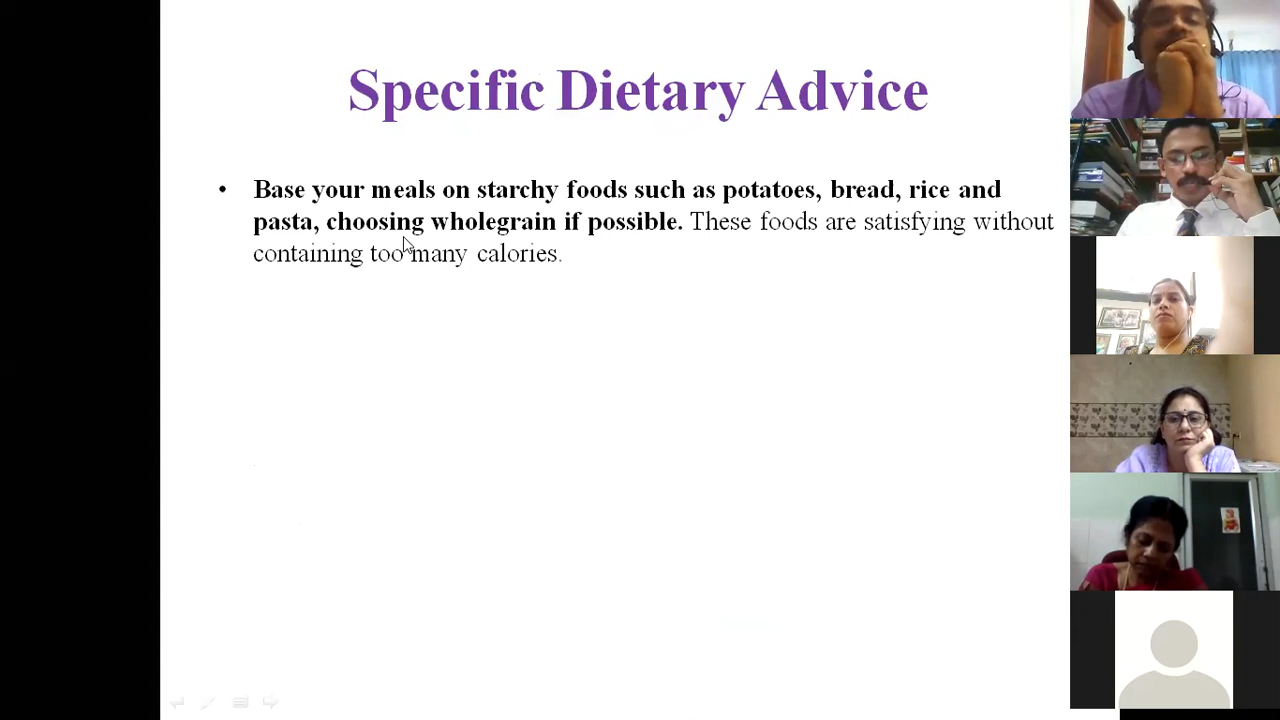 Specific Dietary Advice
• Base your meals on starchy foods such as potatoes, bread, rice and
pasta, choosing wholegrain if possible. These foods are satisfying without
containing too many calories.